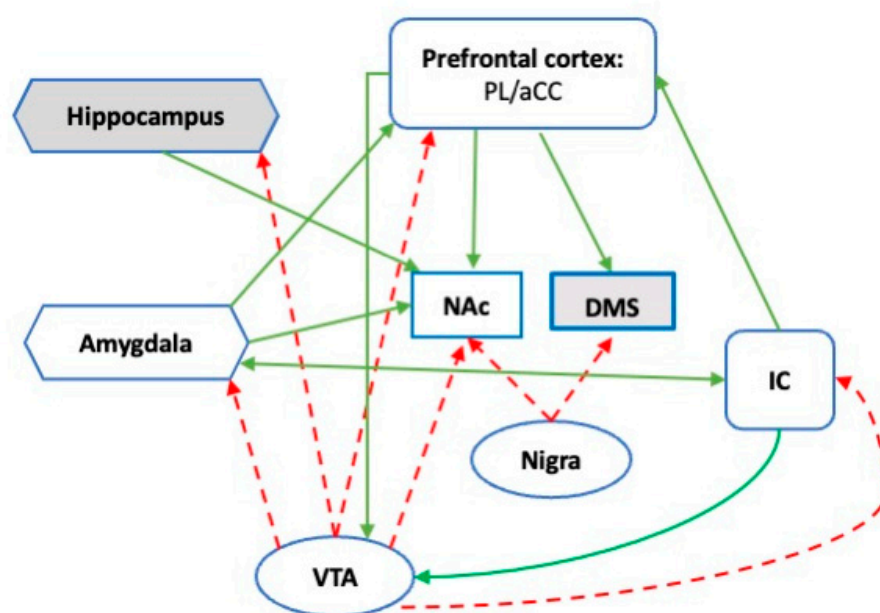 Prefrontal cortex:
PL/aCC
Hippocampus
NAc
DMS
Amygdala
IC
Nigra
VTA